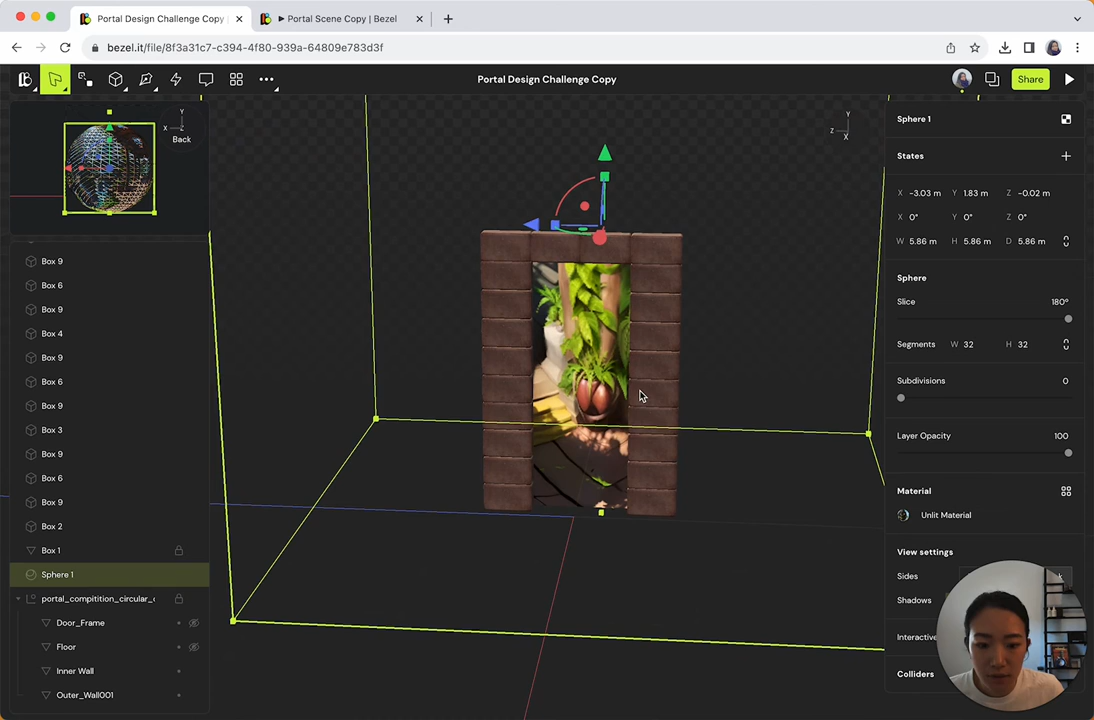 Portal Design Challenge Copy
Portal Scene Copy | Bezel
bezel.it/file/8f3a31c7-c394-4f80-939a-64809e783d3f
Portal Design Challenge Copy
Share
Y
X
Z
Back
Y
Z
X
Box 9
Box 6
Box 9
Box 4
Box 9
Box 6
Box 9
Box 3
Box 9
Box 6
Box 9
Box 2
Box 1
Sphere 1
portal_compitition_circular_
Door_Frame
Floor
Inner Wall
Outer_Wall001
Sphere 1
States
X -3.03 m Y 1.83 m Z -0.02 m
X 0° Y 0° Z 0°
W 5.86 m H 5.86 m D 5.86 m
Sphere
Slice 180°
Segments W 32 H 32
Subdivisions 0
Layer Opacity 100
Material
Unlit Material
View settings
Sides
Shadows
Interactive
Colliders